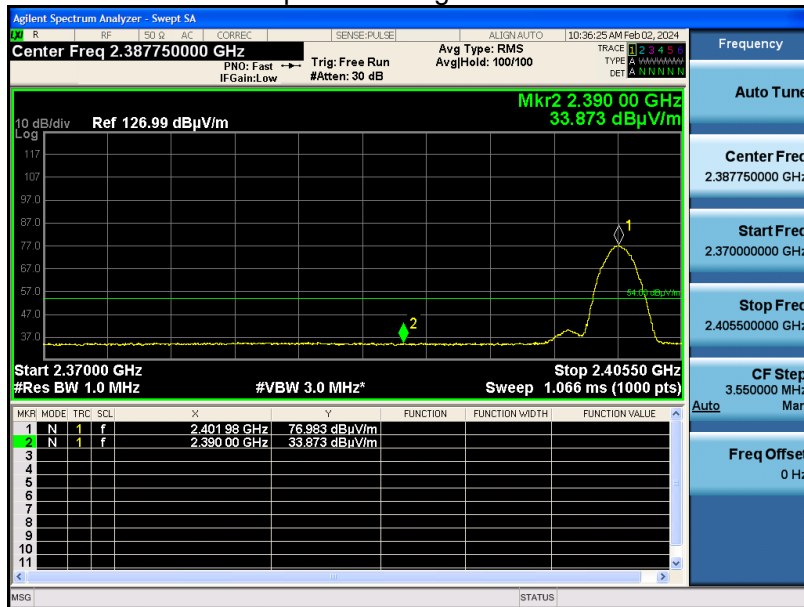 Agilent Spectrum Analyzer - Swept SA
LXI R RF 50 Ω AC CORREC SENSE:PULSE ALIGN AUTO 10:36:25 AM Feb 02, 2024
Center Freq 2.387750000 GHz Avg Type: RMS TRACE 1 2 3 4 5 6
PNO: Fast Trig: Free Run Avg|Hold: 100/100 TYPE A WWWWW
IFGain:Low #Atten: 30 dB DET A N N N N N
Mkr2 2.390 00 GHz
10 dB/div Ref 126.99 dBµV/m 33.873 dBµV/m
Log
117
107
97.0
87.0
1
77.0
67.0
57.0
54.00 dBµV/m
47.0
2
37.0
Start 2.37000 GHz Stop 2.40550 GHz
#Res BW 1.0 MHz #VBW 3.0 MHz* Sweep 1.066 ms (1000 pts)
MKR MODE TRC SCL X Y FUNCTION FUNCTION WIDTH FUNCTION VALUE
1 N 1 f 2.401 98 GHz 76.983 dBµV/m
2 N 1 f 2.390 00 GHz 33.873 dBµV/m
3
4
5
6
7
8
9
10
11
MSG STATUS
Frequency
Auto Tune
Center Freq
2.387750000 GHz
Start Freq
2.370000000 GHz
Stop Freq
2.405500000 GHz
CF Step
3.550000 MHz
Auto Man
Freq Offset
0 Hz